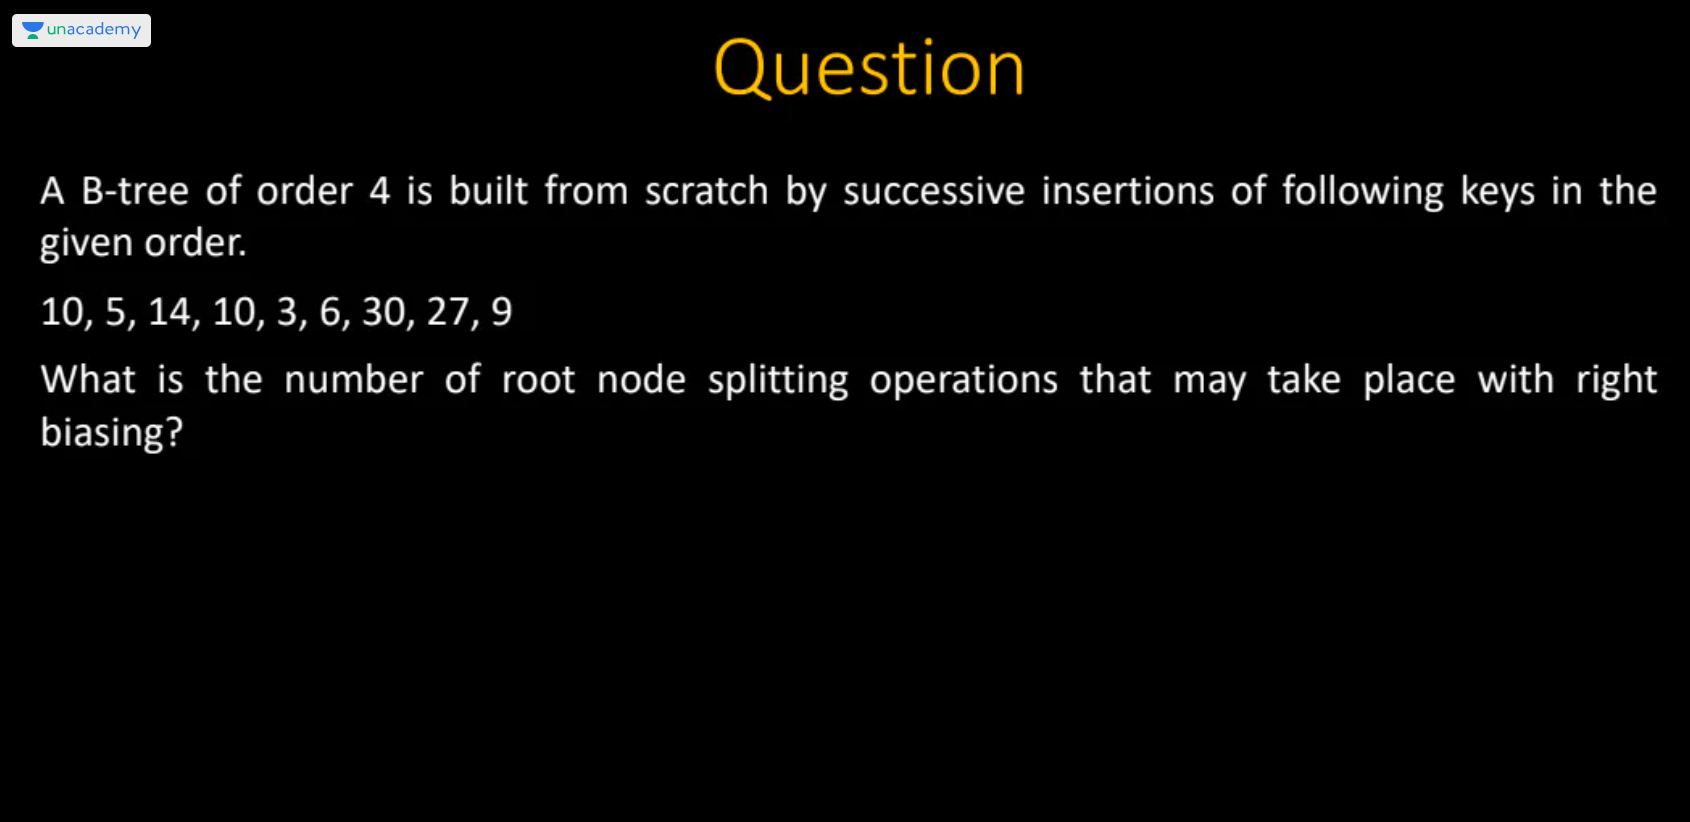 unacademy
Question
A B-tree of order 4 is built from scratch by successive insertions of following keys in the
given order.
10, 5, 14, 10, 3, 6, 30, 27, 9
What is the number of root node splitting operations that may take place with right
biasing?